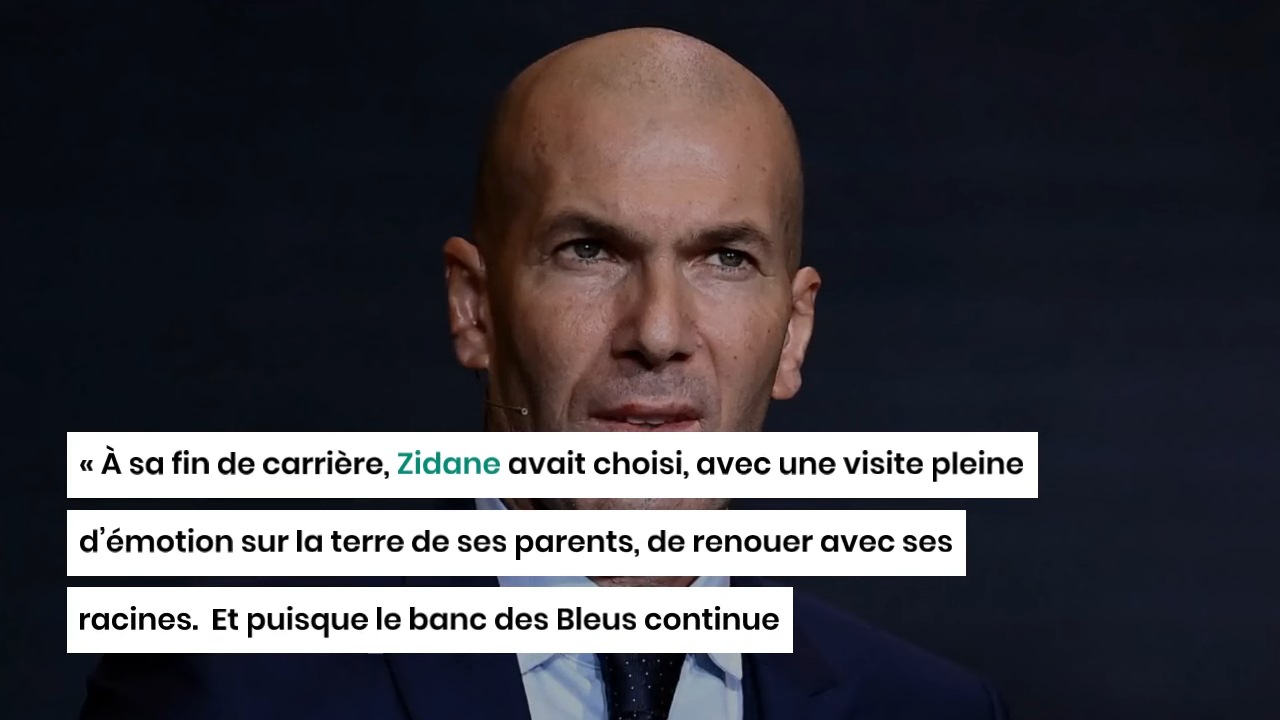 « À sa fin de carrière, Zidane avait choisi, avec une visite pleine
d’émotion sur la terre de ses parents, de renouer avec ses
racines.  Et puisque le banc des Bleus continue